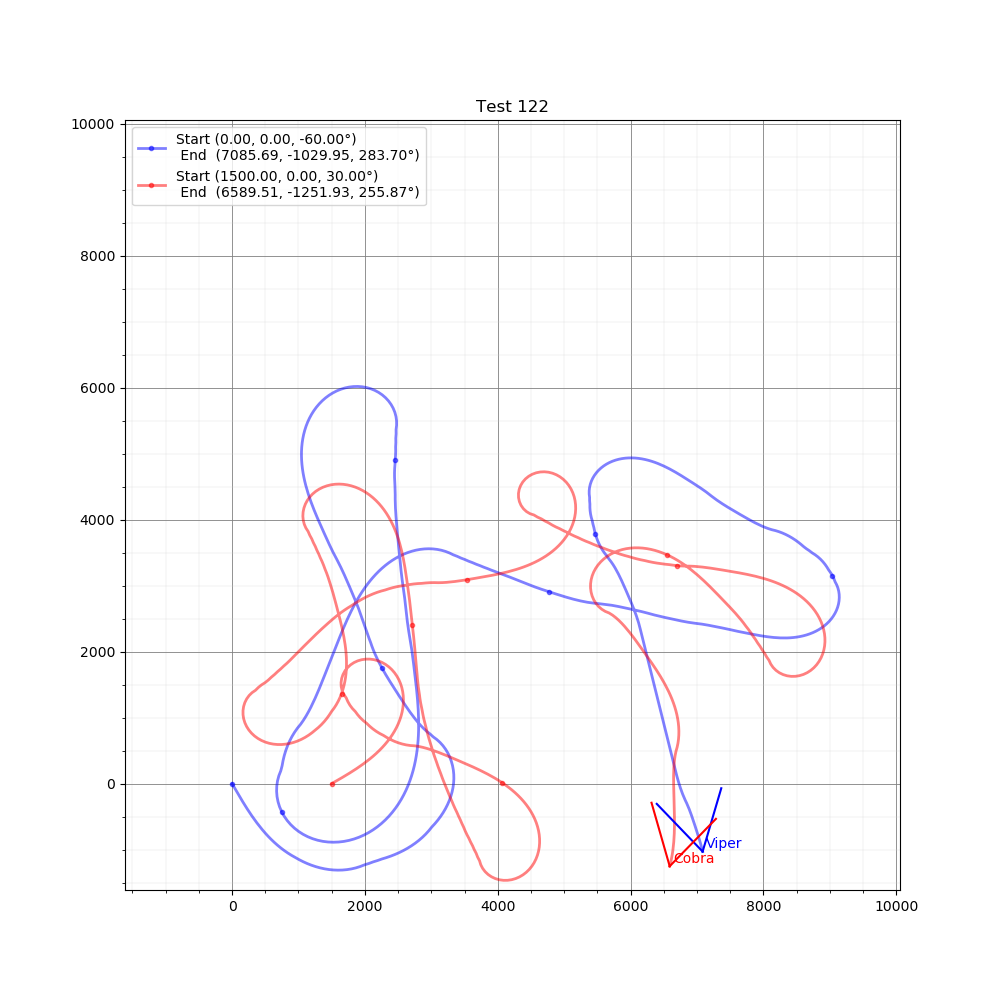 Test 122
Start (0.00, 0.00, -60.00°)
End (7085.69, -1029.95, 283.70°)
Start (1500.00, 0.00, 30.00°)
End (6589.51, -1251.93, 255.87°)
10000
8000
6000
4000
2000
0
Viper
Cobra
0 2000 4000 6000 8000 10000